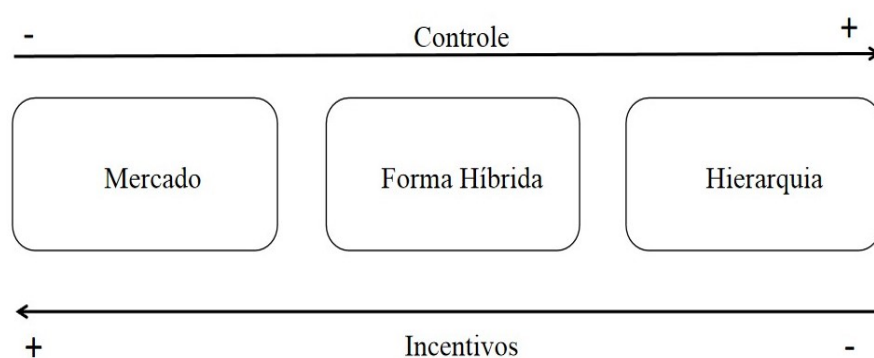 - Controle +
Mercado Forma Híbrida Hierarquia
+ Incentivos -